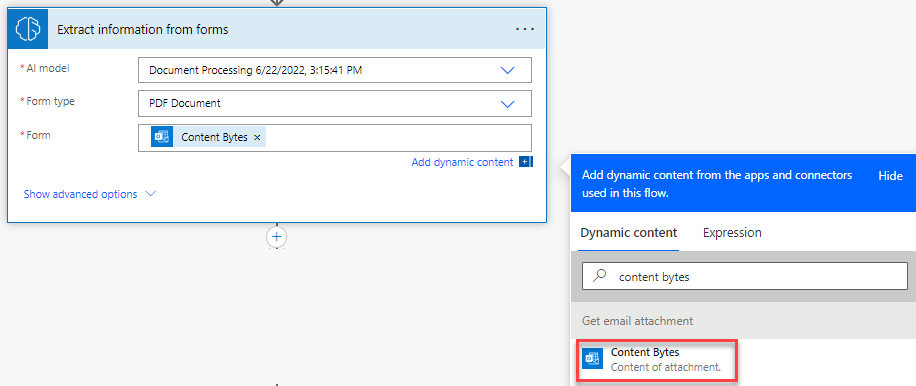 Extract information from forms
* AI model
Document Processing 6/22/2022, 3:15:41 PM
* Form type
PDF Document
* Form
Content Bytes ×
Add dynamic content
Show advanced options
Add dynamic content from the apps and connectors
used in this flow.
Hide
Dynamic content
Expression
content bytes
Get email attachment
Content Bytes
Content of attachment.